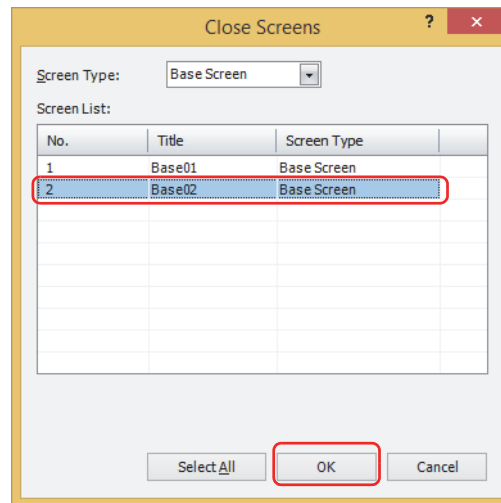 Close Screens ? ×
Screen Type: Base Screen
Screen List:
No. Title Screen Type
1 Base01 Base Screen
2 Base02 Base Screen
Select All OK Cancel